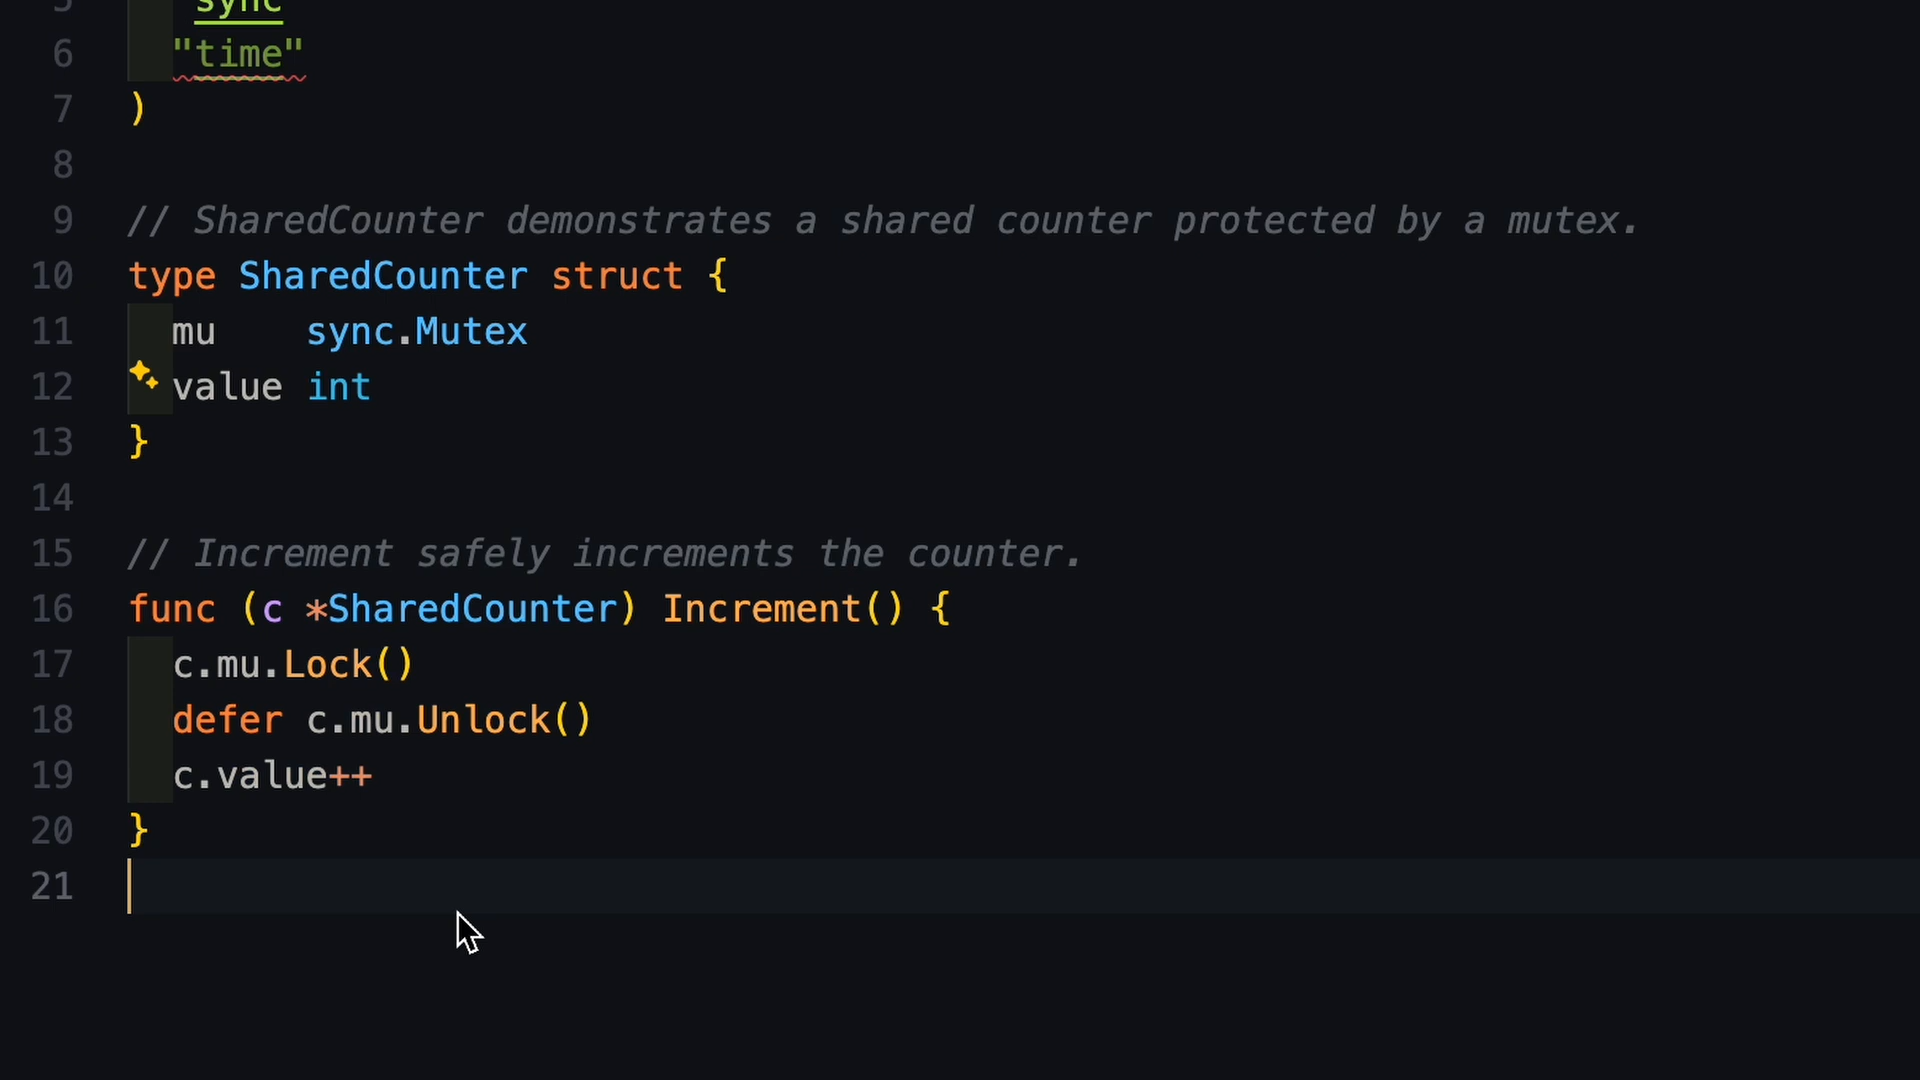 5 "sync"
6 "time"
7 )
8
9 // SharedCounter demonstrates a shared counter protected by a mutex.
10 type SharedCounter struct {
11 mu sync.Mutex
12 value int
13 }
14
15 // Increment safely increments the counter.
16 func (c *SharedCounter) Increment() {
17 c.mu.Lock()
18 defer c.mu.Unlock()
19 c.value++
20 }
21